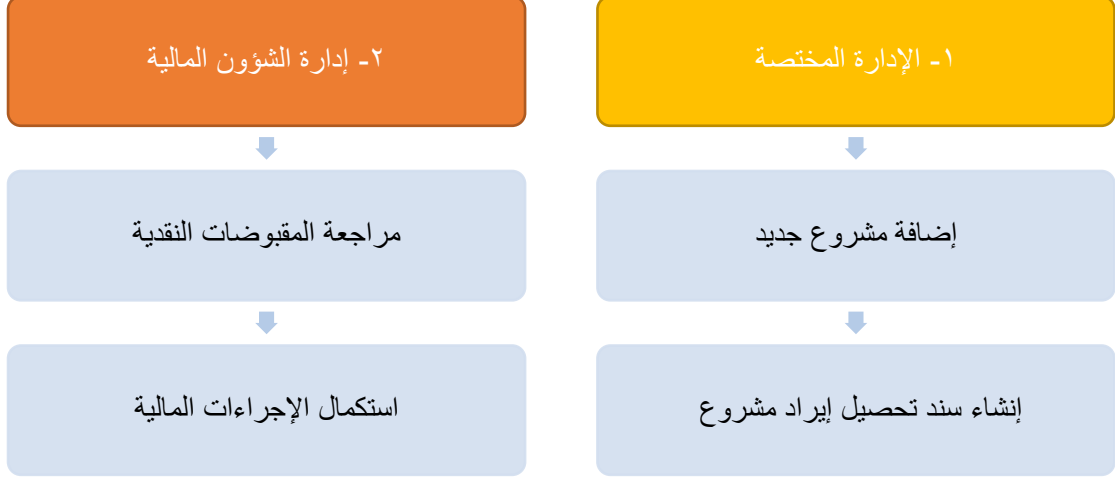 ١- الإدارة المختصة
إضافة مشروع جديد
إنشاء سند تحصيل إيراد مشروع
٢- إدارة الشؤون المالية
مراجعة المقبوضات النقدية
استكمال الإجراءات المالية